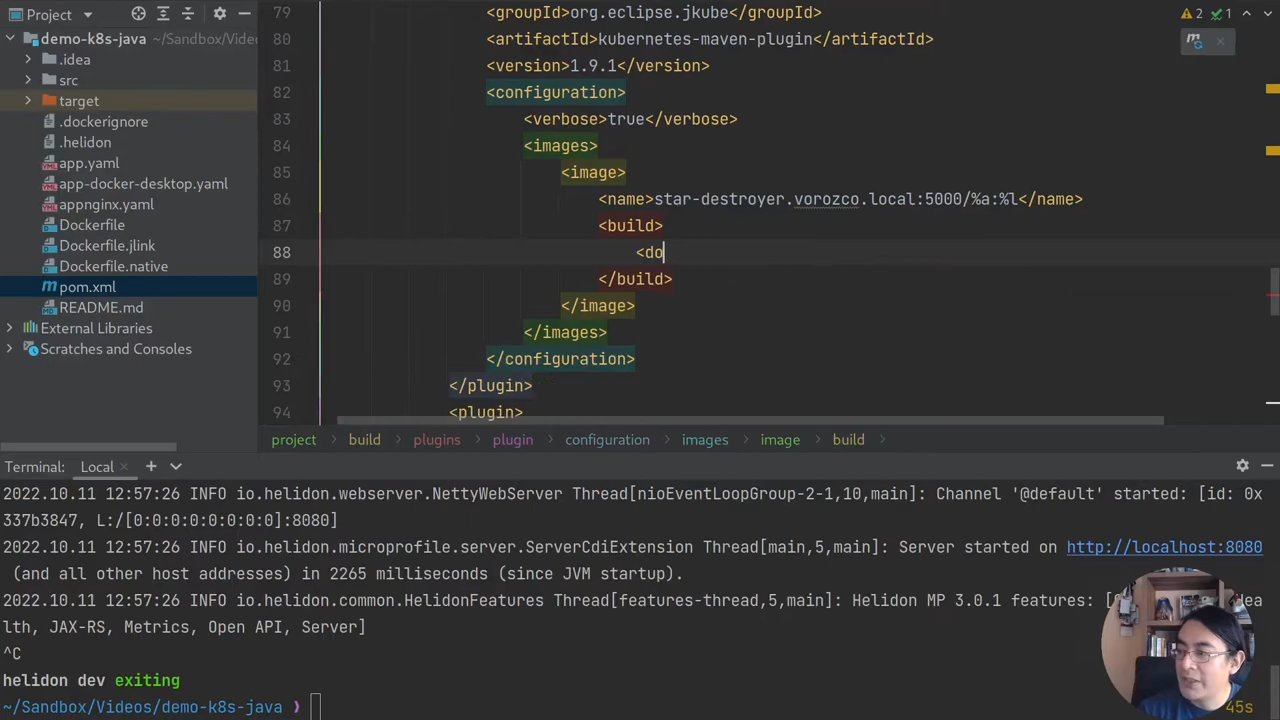 Project
demo-k8s-java ~/Sandbox/Video
.idea
src
target
.dockerignore
.helidon
app.yaml
app-docker-desktop.yaml
appnginx.yaml
Dockerfile
Dockerfile.jlink
Dockerfile.native
pom.xml
README.md
External Libraries
Scratches and Consoles
79 <groupId>org.eclipse.jkube</groupId>
80 <artifactId>kubernetes-maven-plugin</artifactId>
81 <version>1.9.1</version>
82 <configuration>
83 <verbose>true</verbose>
84 <images>
85 <image>
86 <name>star-destroyer.vorozco.local:5000/%a:%l</name>
87 <build>
88 <do
89 </build>
90 </image>
91 </images>
92 </configuration>
93 </plugin>
94 <plugin>
2 1
project build plugins plugin configuration images image build
Terminal: Local
2022.10.11 12:57:26 INFO io.helidon.webserver.NettyWebServer Thread[nioEventLoopGroup-2-1,10,main]: Channel '@default' started: [id: 0x
337b3847, L:/[0:0:0:0:0:0:0:0]:8080]
2022.10.11 12:57:26 INFO io.helidon.microprofile.server.ServerCdiExtension Thread[main,5,main]: Server started on http://localhost:8080
(and all other host addresses) in 2265 milliseconds (since JVM startup).
2022.10.11 12:57:26 INFO io.helidon.common.HelidonFeatures Thread[features-thread,5,main]: Helidon MP 3.0.1 features: [
lth, JAX-RS, Metrics, Open API, Server]
^C
helidon dev exiting
~/Sandbox/Videos/demo-k8s-java ❯
45s